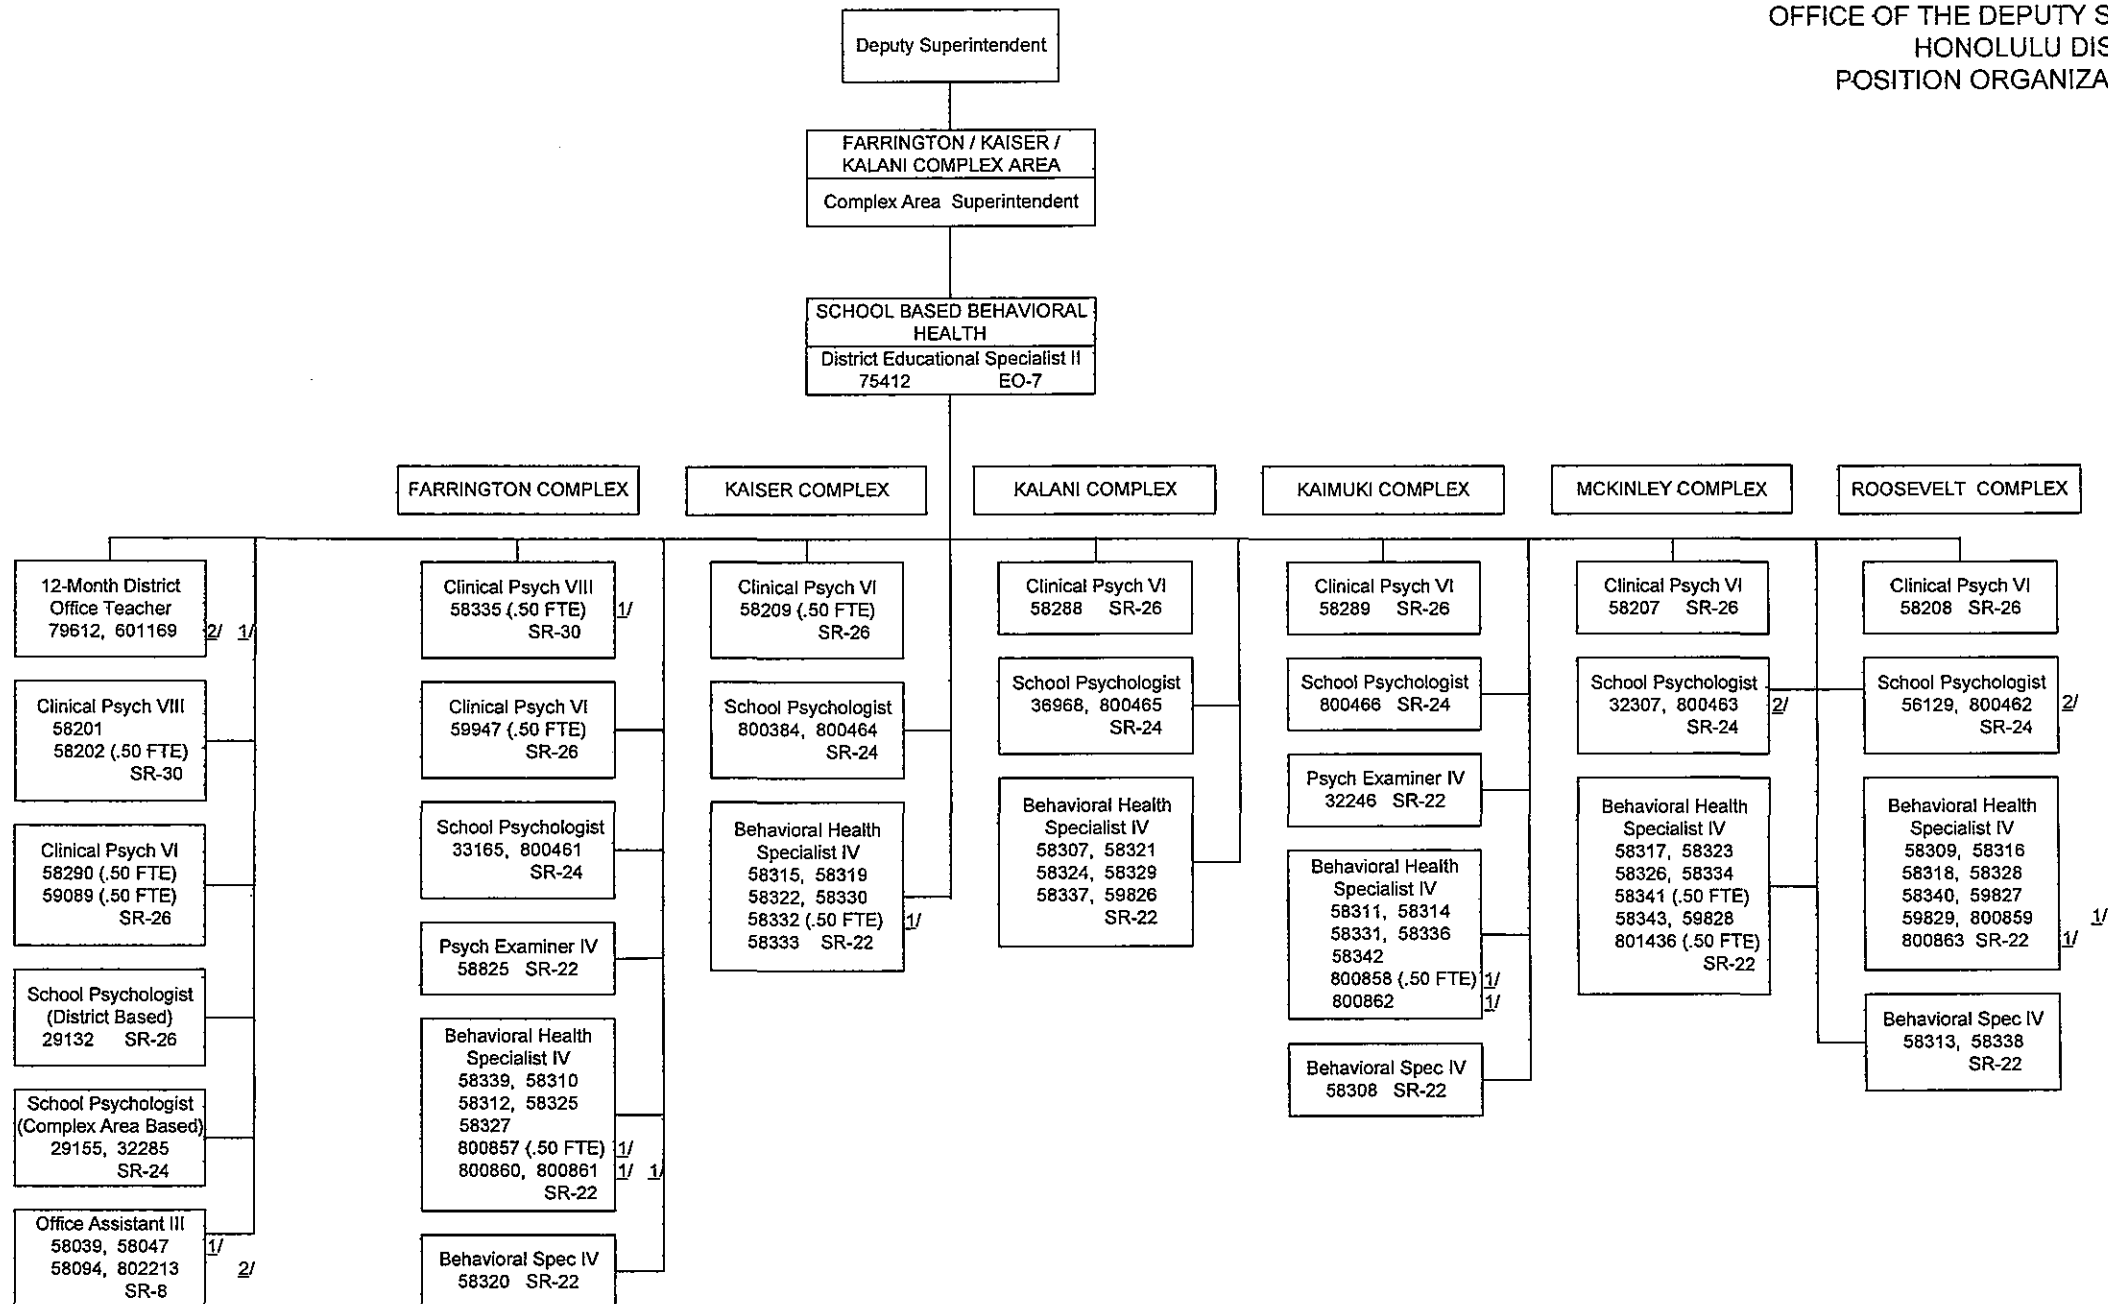 OFFICE OF THE DEPUTY S
HONOLULU DIS
POSITION ORGANIZA
Deputy Superintendent
FARRINGTON / KAISER /
KALANI COMPLEX AREA
Complex Area Superintendent
SCHOOL BASED BEHAVIORAL
HEALTH
District Educational Specialist II
75412 EO-7
FARRINGTON COMPLEX
KAISER COMPLEX
KALANI COMPLEX
KAIMUKI COMPLEX
MCKINLEY COMPLEX
ROOSEVELT COMPLEX
12-Month District
Office Teacher
79612, 601169 2/ 1/
Clinical Psych VIII
58201
58202 (.50 FTE)
SR-30
Clinical Psych VI
58290 (.50 FTE)
59089 (.50 FTE)
SR-26
School Psychologist
(District Based)
29132 SR-26
School Psychologist
(Complex Area Based)
29155, 32285
SR-24
Office Assistant III
58039, 58047 1/
58094, 802213 2/
SR-8
Clinical Psych VIII
58335 (.50 FTE) 1/
SR-30
Clinical Psych VI
59947 (.50 FTE)
SR-26
School Psychologist
33165, 800461
SR-24
Psych Examiner IV
58825 SR-22
Behavioral Health
Specialist IV
58339, 58310
58312, 58325
58327
800857 (.50 FTE) 1/
800860, 800861 1/ 1/
SR-22
Behavioral Spec IV
58320 SR-22
Clinical Psych VI
58209 (.50 FTE)
SR-26
School Psychologist
800384, 800464
SR-24
Behavioral Health
Specialist IV
58315, 58319
58322, 58330
58332 (.50 FTE) 1/
58333 SR-22
Clinical Psych VI
58288 SR-26
School Psychologist
36968, 800465
SR-24
Behavioral Health
Specialist IV
58307, 58321
58324, 58329
58337, 59826
SR-22
Clinical Psych VI
58289 SR-26
School Psychologist
800466 SR-24
Psych Examiner IV
32246 SR-22
Behavioral Health
Specialist IV
58311, 58314
58331, 58336
58342
800858 (.50 FTE) 1/
800862 1/
Behavioral Spec IV
58308 SR-22
Clinical Psych VI
58207 SR-26
School Psychologist
32307, 800463 2/
SR-24
Behavioral Health
Specialist IV
58317, 58323
58326, 58334
58341 (.50 FTE)
58343, 59828
801436 (.50 FTE)
SR-22
Clinical Psych VI
58208 SR-26
School Psychologist
56129, 800462 2/
SR-24
Behavioral Health
Specialist IV
58309, 58316
58318, 58328
58340, 59827
59829, 800859 1/
800863 SR-22 1/
Behavioral Spec IV
58313, 58338
SR-22